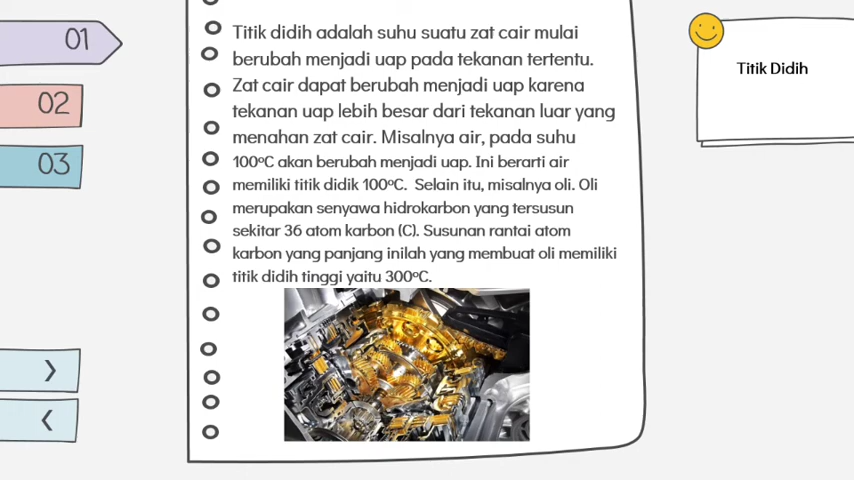 01
02
03
Titik didih adalah suhu suatu zat cair mulai
berubah menjadi uap pada tekanan tertentu.
Zat cair dapat berubah menjadi uap karena
tekanan uap lebih besar dari tekanan luar yang
menahan zat cair. Misalnya air, pada suhu
100ºC akan berubah menjadi uap. Ini berarti air
memiliki titik didik 100ºC. Selain itu, misalnya oli. Oli
merupakan senyawa hidrokarbon yang tersusun
sekitar 36 atom karbon (C). Susunan rantai atom
karbon yang panjang inilah yang membuat oli memiliki
titik didih tinggi yaitu 300ºC.
Titik Didih